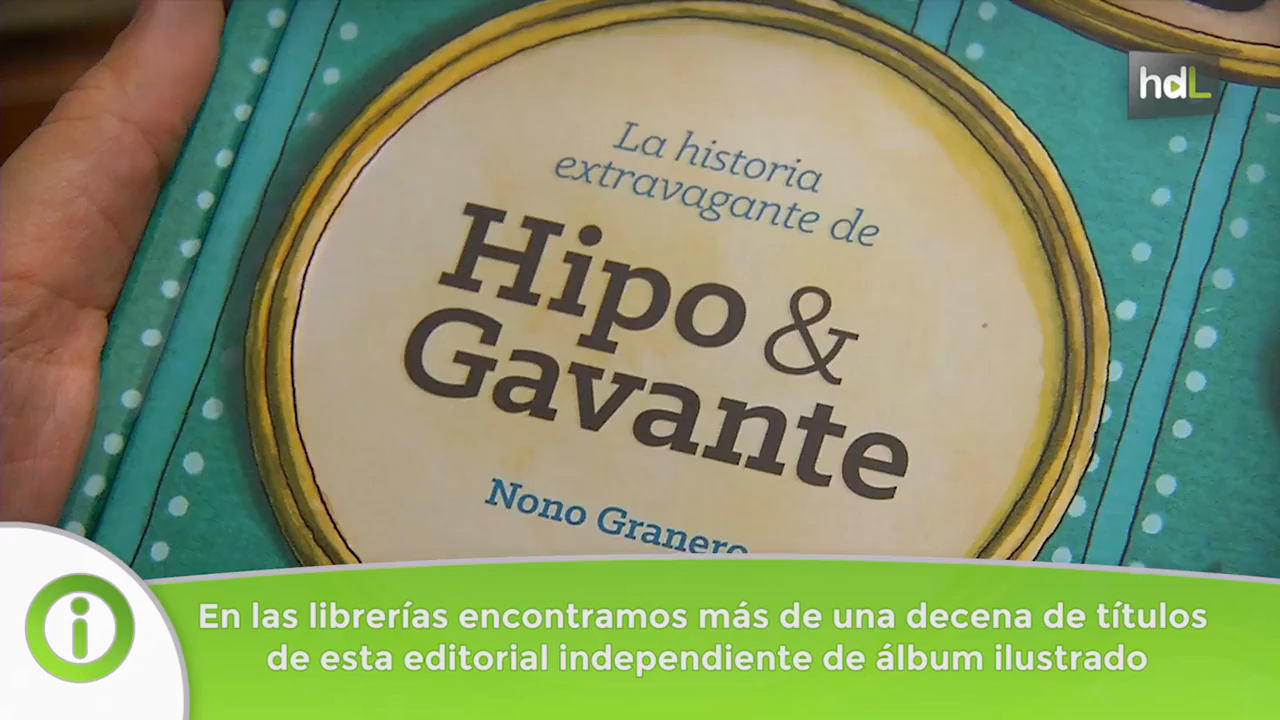 hdL
La historia
extravagante de
Hipo &
Gavante
Nono Granero
i
En las librerías encontramos más de una decena de títulos
de esta editorial independiente de álbum ilustrado